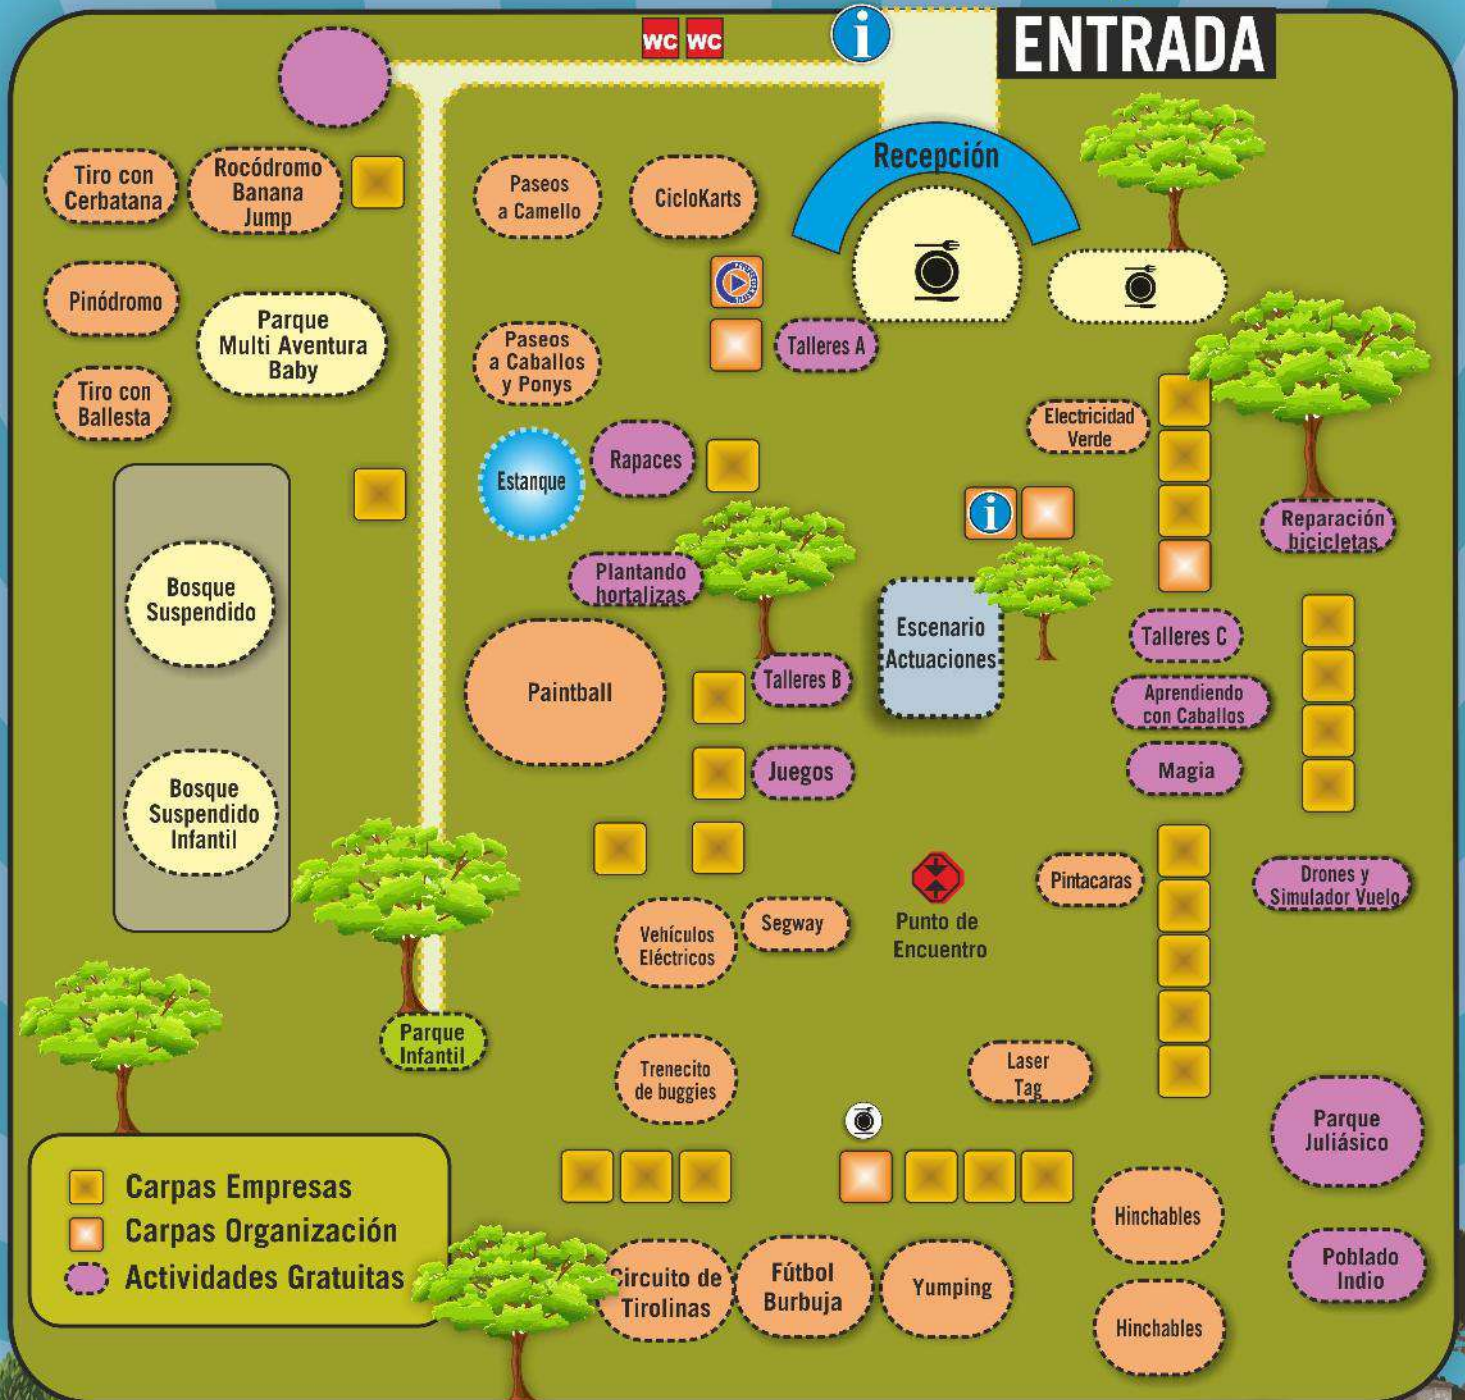 WC WC
i
ENTRADA
Recepción
Tiro con
Cerbatana
Rocódromo
Banana
Jump
Paseos
a Camello
CicloKarts
Pinódromo
Parque
Multi Aventura
Baby
Paseos
a Caballos
y Ponys
Talleres A
Tiro con
Ballesta
Electricidad
Verde
Estanque
Rapaces
i
Reparación
bicicletas
Bosque
Suspendido
Plantando
hortalizas
Escenario
Actuaciones
Talleres C
Paintball
Talleres B
Aprendiendo
con Caballos
Juegos
Magia
Bosque
Suspendido
Infantil
Pintacaras
Drones y
Simulador Vuelo
Vehículos
Eléctricos
Segway
Punto de
Encuentro
Parque
Infantil
Trenecito
de buggies
Laser
Tag
Parque
Juliásico
Carpas Empresas
Carpas Organización
Actividades Gratuitas
Hinchables
Poblado
Indio
Circuito de
Tirolinas
Fútbol
Burbuja
Yumping
Hinchables